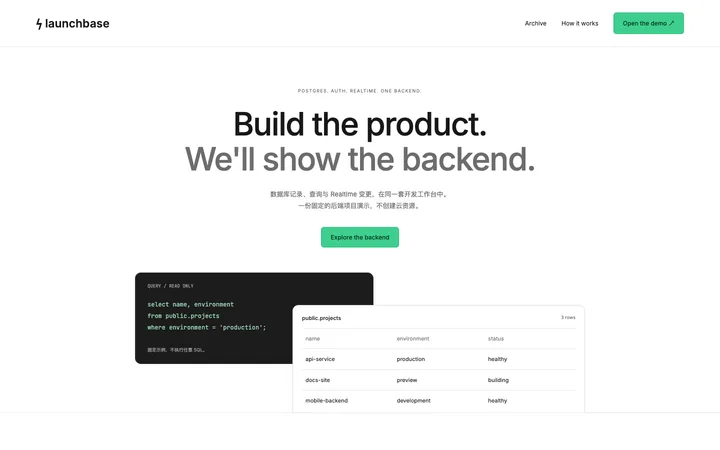 launchbase
Archive
How it works
Open the demo ↗
POSTGRES. AUTH. REALTIME. ONE BACKEND.
Build the product.
We'll show the backend.
数据库记录、查询与 Realtime 变更，在同一套开发工作台中。
一份固定的后端项目演示，不创建云资源。
Explore the backend
QUERY / READ ONLY
select name, environment
from public.projects
where environment = 'production';
固定示例，不执行任意 SQL。
public.projects
3 rows
name environment status
api-service production healthy
docs-site preview building
mobile-backend development healthy